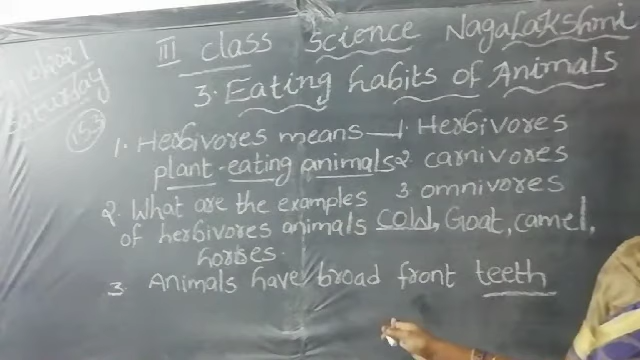 III class Science NagaLakshmi
Saturday
3. Eating habits of Animals
153
1. Herbivores means — 1. Herbivores
plant-eating animals 2 carnivores
3 omnivores
2. What are the examples
of herbivores animals cow, Goat, camel,
horses.
3 Animals have broad front teeth